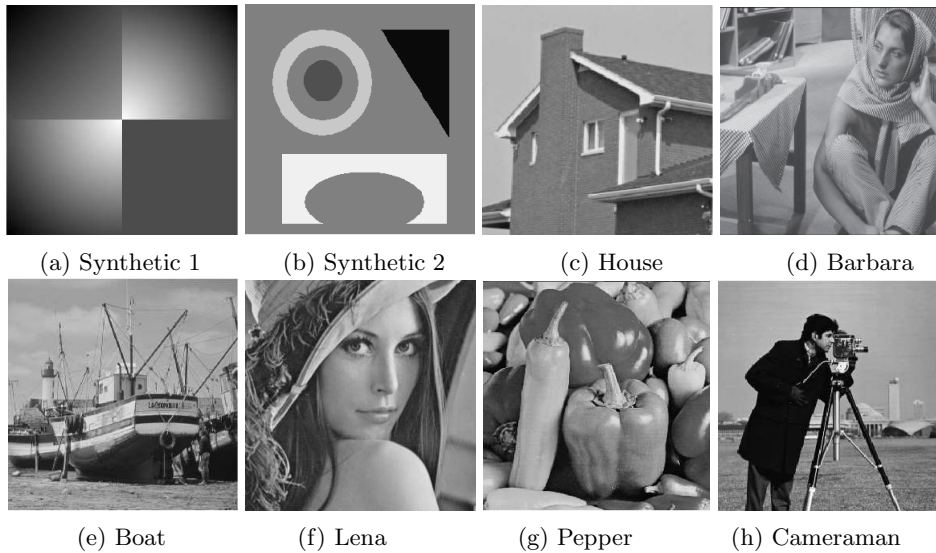 (a) Synthetic 1
(b) Synthetic 2
(c) House
(d) Barbara
(e) Boat
(f) Lena
(g) Pepper
(h) Cameraman